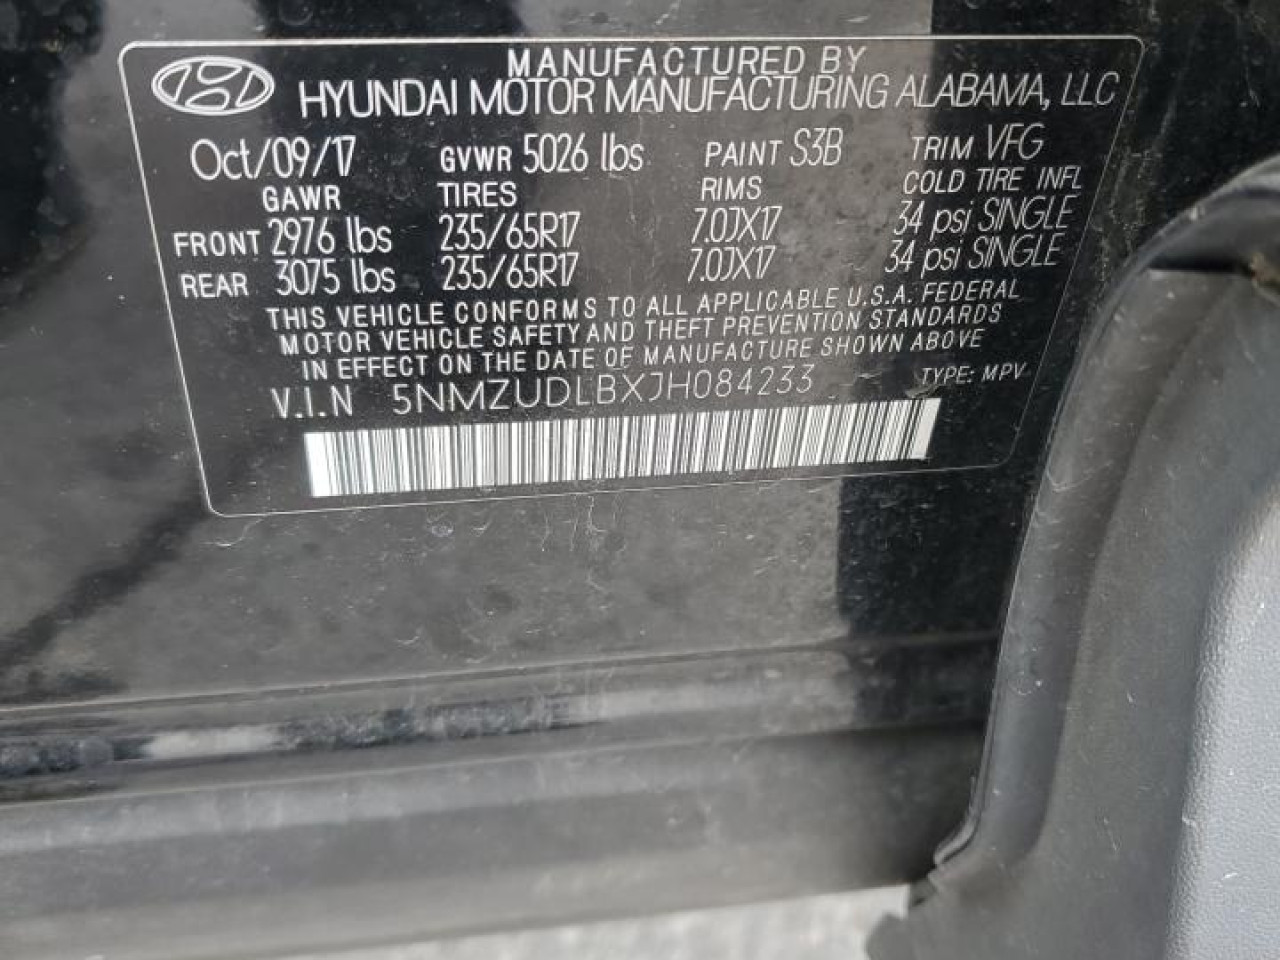 MANUFACTURED BY
HYUNDAI MOTOR MANUFACTURING ALABAMA, LLC
Oct/09/17 GVWR 5026 lbs PAINT S3B TRIM VFG
GAWR TIRES RIMS COLD TIRE INFL
FRONT 2976 lbs 235/65R17 7.0JX17 34 psi SINGLE
REAR 3075 lbs 235/65R17 7.0JX17 34 psi SINGLE
THIS VEHICLE CONFORMS TO ALL APPLICABLE U.S.A. FEDERAL
MOTOR VEHICLE SAFETY AND THEFT PREVENTION STANDARDS
IN EFFECT ON THE DATE OF MANUFACTURE SHOWN ABOVE
V.I.N 5NMZUDLBXJH084233 TYPE: MPV